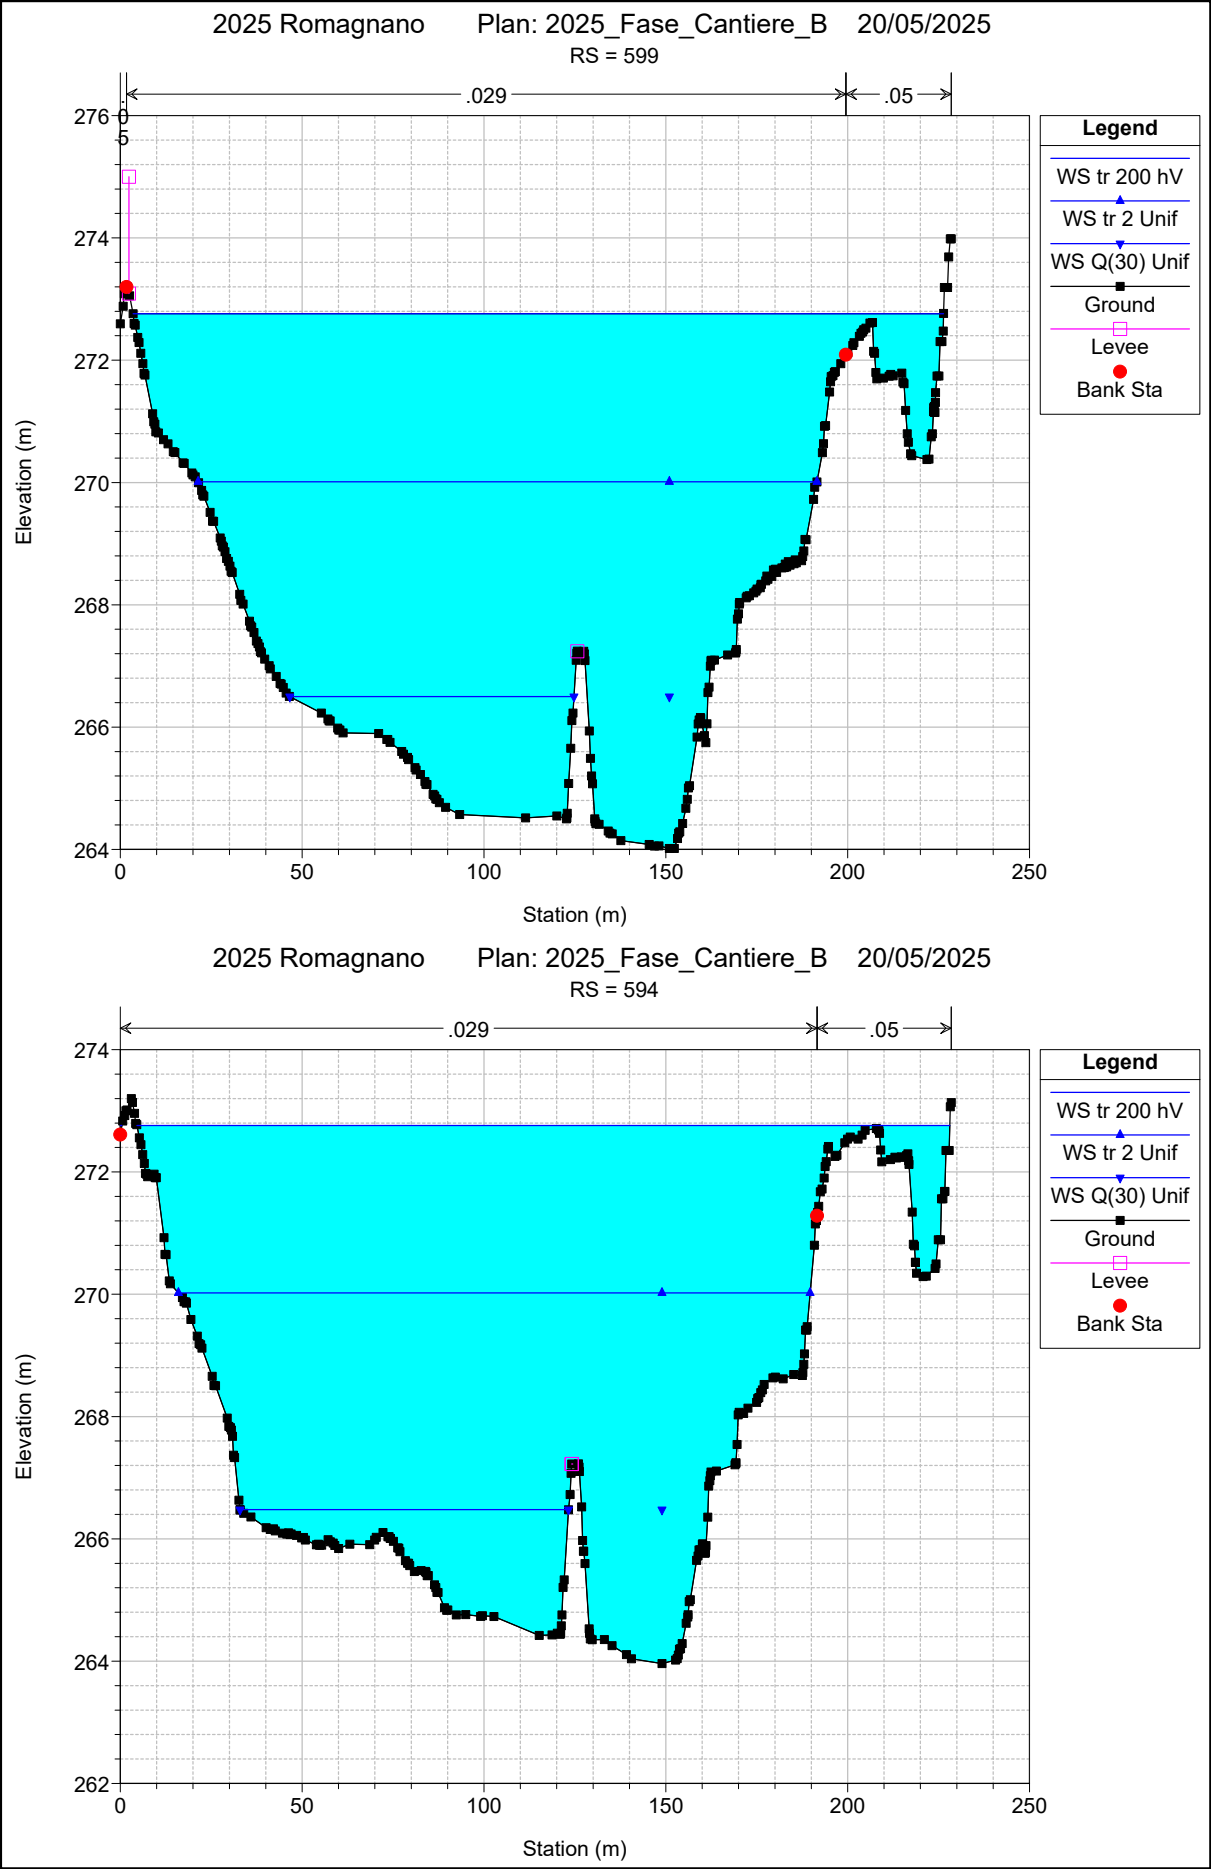 2025 Romagnano Plan: 2025_Fase_Cantiere_B 20/05/2025
RS = 599
.05
.029
.05
276
274
272
270
268
266
264
0
50
100
150
200
250
Elevation (m)
Station (m)
Legend
WS tr 200 hV
WS tr 2 Unif
WS Q(30) Unif
Ground
Levee
Bank Sta
2025 Romagnano Plan: 2025_Fase_Cantiere_B 20/05/2025
RS = 594
.029
.05
274
272
270
268
266
264
262
0
50
100
150
200
250
Elevation (m)
Station (m)
Legend
WS tr 200 hV
WS tr 2 Unif
WS Q(30) Unif
Ground
Levee
Bank Sta